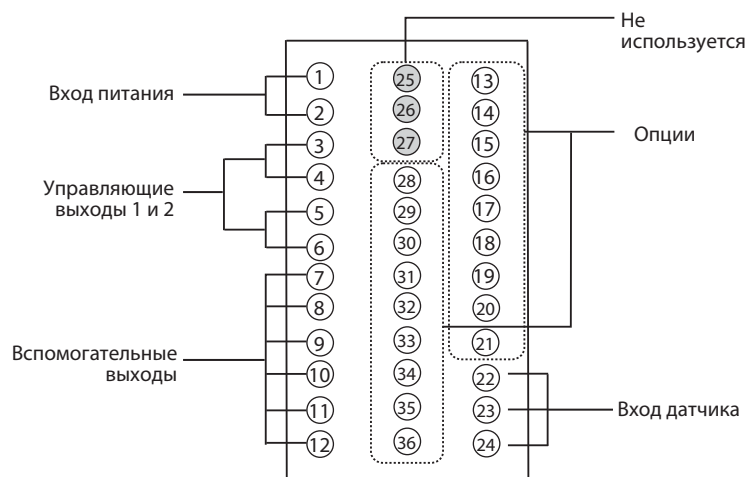 Не
используется
1 25 13
Вход питания
2 26 14
3 27 15
Опции
4 28 16
Управляющие
выходы 1 и 2
5 29 17
6 30 18
7 31 19
8 32 20
9 33 21
Вспомогательные
выходы
10 34 22
11 35 23
Вход датчика
12 36 24